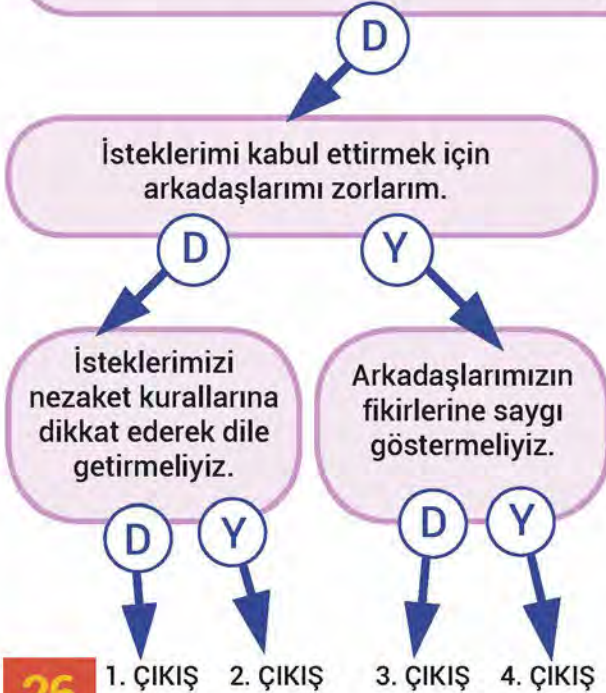 D
İsteklerimi kabul ettirmek için
arkadaşlarımı zorlarım.
D
Y
İsteklerimizi
nezaket kurallarına
dikkat ederek dile
getirmeliyiz.
Arkadaşlarımızın
fikirlerine saygı
göstermeliyiz.
D
Y
D
Y
26
1. ÇIKIŞ
2. ÇIKIŞ
3. ÇIKIŞ
4. ÇIKIŞ